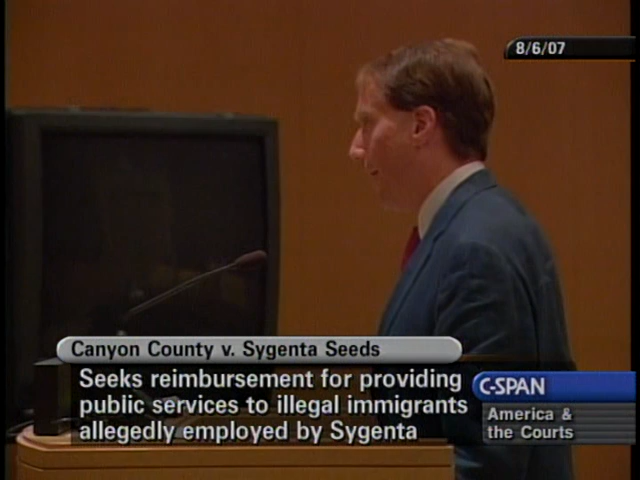 8/6/07
Canyon County v. Sygenta Seeds
Seeks reimbursement for providing
public services to illegal immigrants
allegedly employed by Sygenta
C-SPAN
America &
the Courts